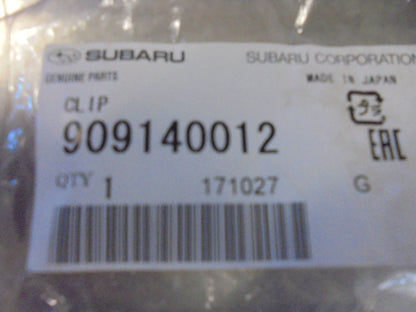 SUBARU SUBARU CORPORATION
GENUINE PARTS MADE IN JAPAN
CLIP
909140012 EAC
QTY 1 171027 G